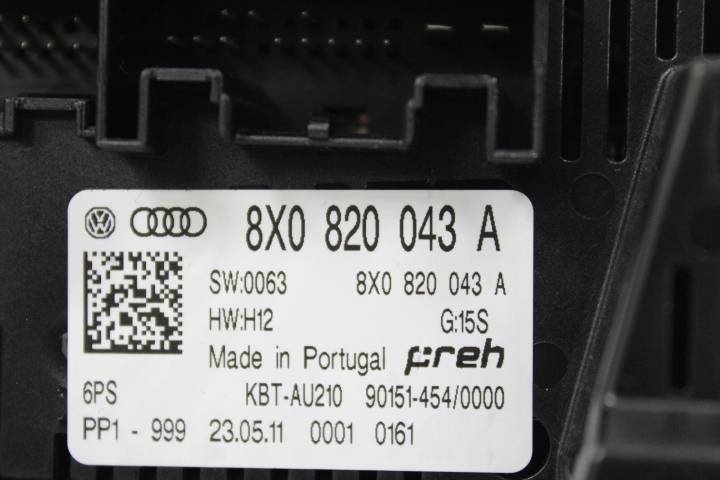 8X0 820 043 A
SW:0063 8X0 820 043 A
HW:H12 G:15S
Made in Portugal preh
6PS KBT-AU210 90151-454/0000
PP1 - 999 23.05.11 0001 0161